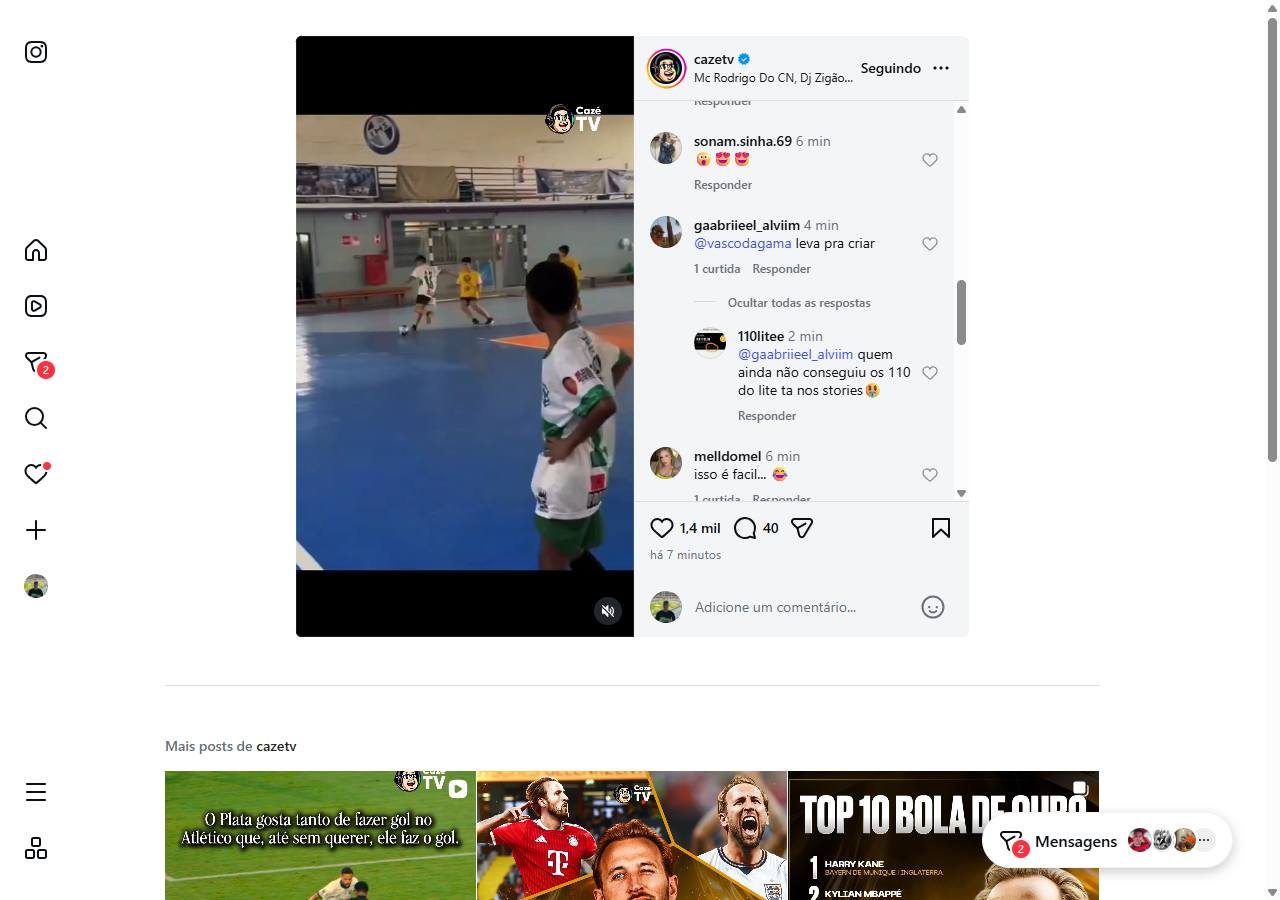 Cazé
TV
cazetv
Mc Rodrigo Do CN, Dj Zigão...
Seguindo
Responder
sonam.sinha.69 6 min
😲😍😍
Responder
gaabriieel_alviim 4 min
@vascodagama leva pra criar
1 curtida Responder
Ocultar todas as respostas
110litee 2 min
@gaabriieel_alviim quem
ainda não conseguiu os 110
do lite ta nos stories
Responder
melldomel 6 min
isso é facil... 😂
1 curtida Responder
1,4 mil
40
há 7 minutos
Adicione um comentário...
2
Mais posts de cazetv
Cazé
TV
O Plata gosta tanto de fazer gol no
Atlético que, até sem querer, ele faz o gol.
Cazé
TV
TOP 10 BOLA DE OURO
1 HARRY KANE
BAYERN DE MUNIQUE | INGLATERRA
2 KYLIAN MBAPPÉ
2
Mensagens